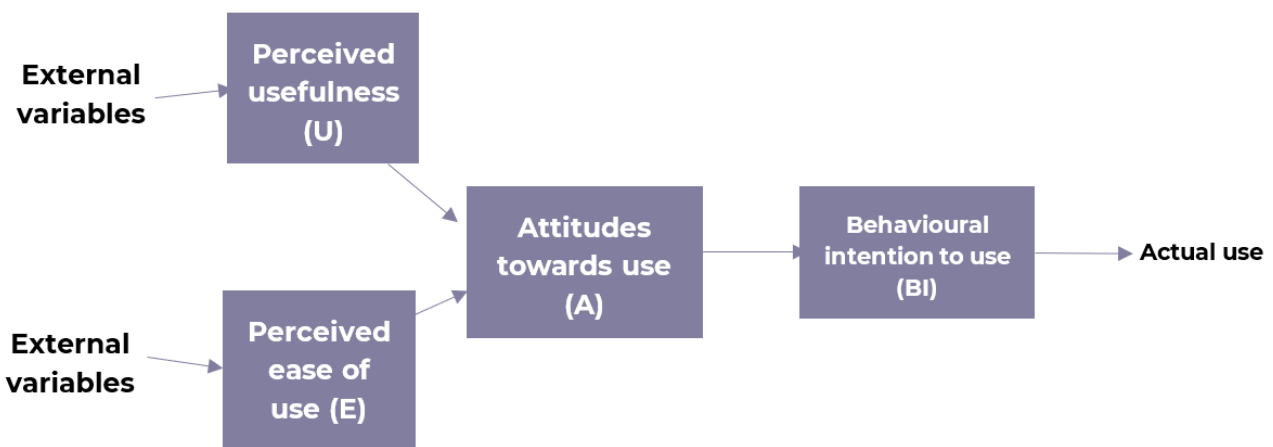 External
variables
Perceived
usefulness
(U)
External
variables
Perceived
ease of
use (E)
Attitudes
towards use
(A)
Behavioural
intention to use
(BI)
Actual use